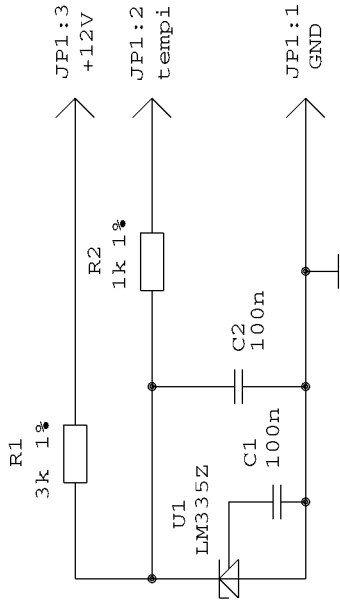 JP1:3
+12V
JP1:2
tempi
JP1:1
GND
R2
1k 1%
C2
100n
R1
3k 1%
C1
100n
U1
LM335Z